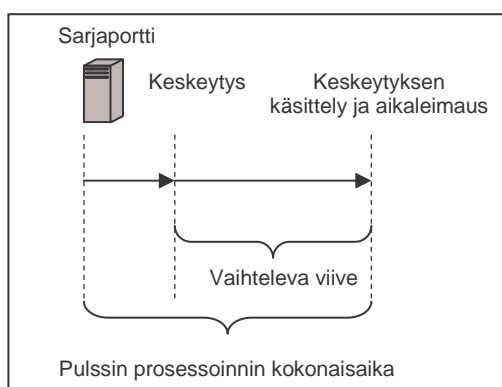 Sarjaportti
Keskeytys
Keskeytyksen
käsittely ja aikaleimaus
Vaihteleva viive
Pulssin prosessoinnin kokonaisaika